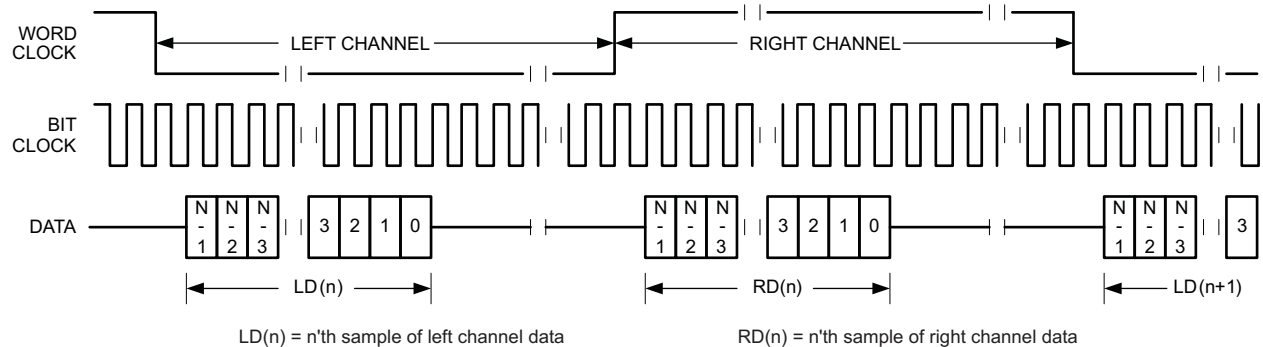 WORD
CLOCK
LEFT CHANNEL
RIGHT CHANNEL
BIT
CLOCK
DATA
N
-
1
N
-
2
N
-
3
3 2 1 0
N
-
1
N
-
2
N
-
3
3 2 1 0
N
-
1
N
-
2
N
-
3
3
LD(n)
RD(n)
LD(n+1)
LD(n) = n'th sample of left channel data
RD(n) = n'th sample of right channel data